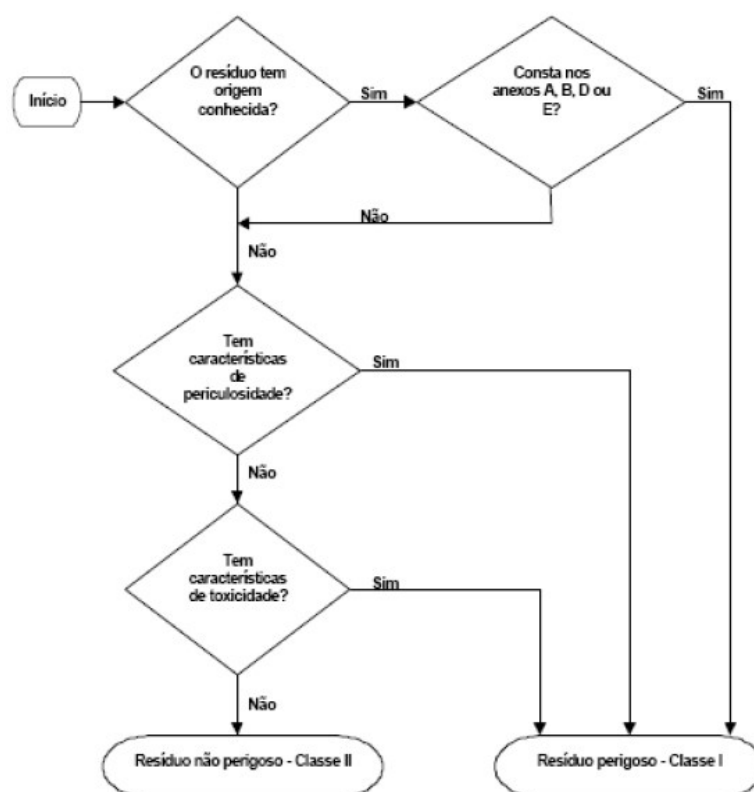 Início
O resíduo tem
origem
conhecida?
Sim
Consta nos
anexos A, B, D ou
E?
Sim
Não
Não
Tem
características
de
periculosidade?
Sim
Não
Tem
características
de toxicidade?
Sim
Não
Resíduo não perigoso - Classe II
Resíduo perigoso - Classe I